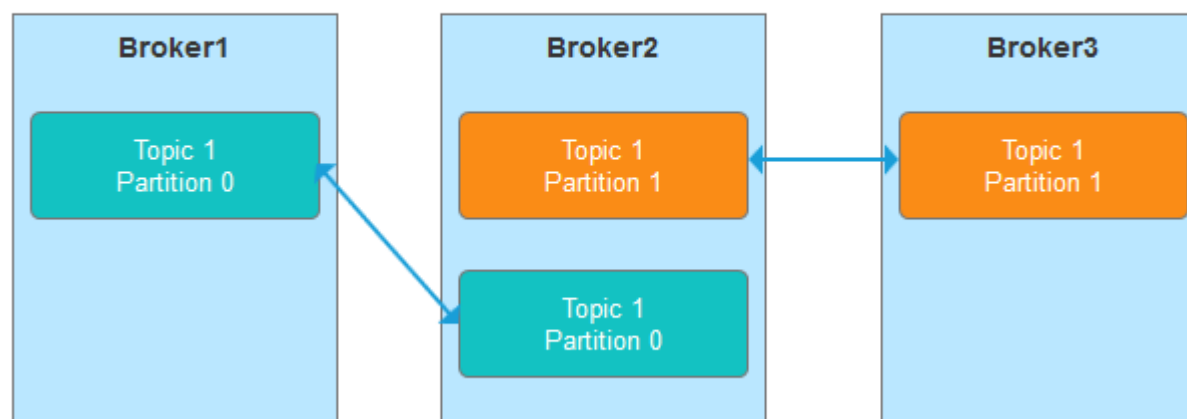 Broker1
Topic 1
Partition 0
Broker2
Topic 1
Partition 1
Topic 1
Partition 0
Broker3
Topic 1
Partition 1